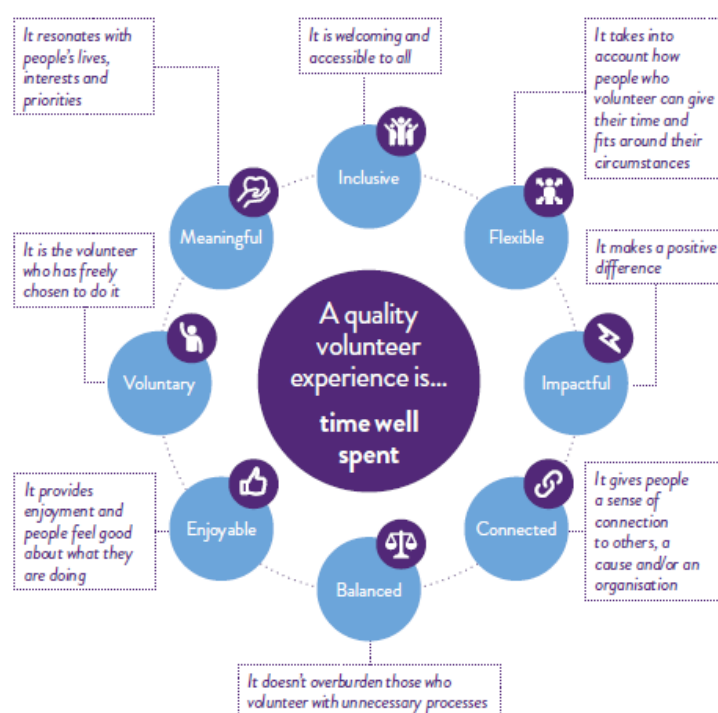 It resonates with
people's lives,
interests and
priorities
It is welcoming and
accessible to all
It takes into
account how
people who
volunteer can give
their time and
fits around their
circumstances
Inclusive
Meaningful
Flexible
It is the volunteer
who has freely
chosen to do it
It makes a positive
difference
A quality
volunteer
experience is...
time well
spent
Voluntary
Impactful
It provides
enjoyment and
people feel good
about what they
are doing
Enjoyable
Connected
It gives people
a sense of
connection
to others, a
cause and/or an
organisation
Balanced
It doesn't overburden those who
volunteer with unnecessary processes